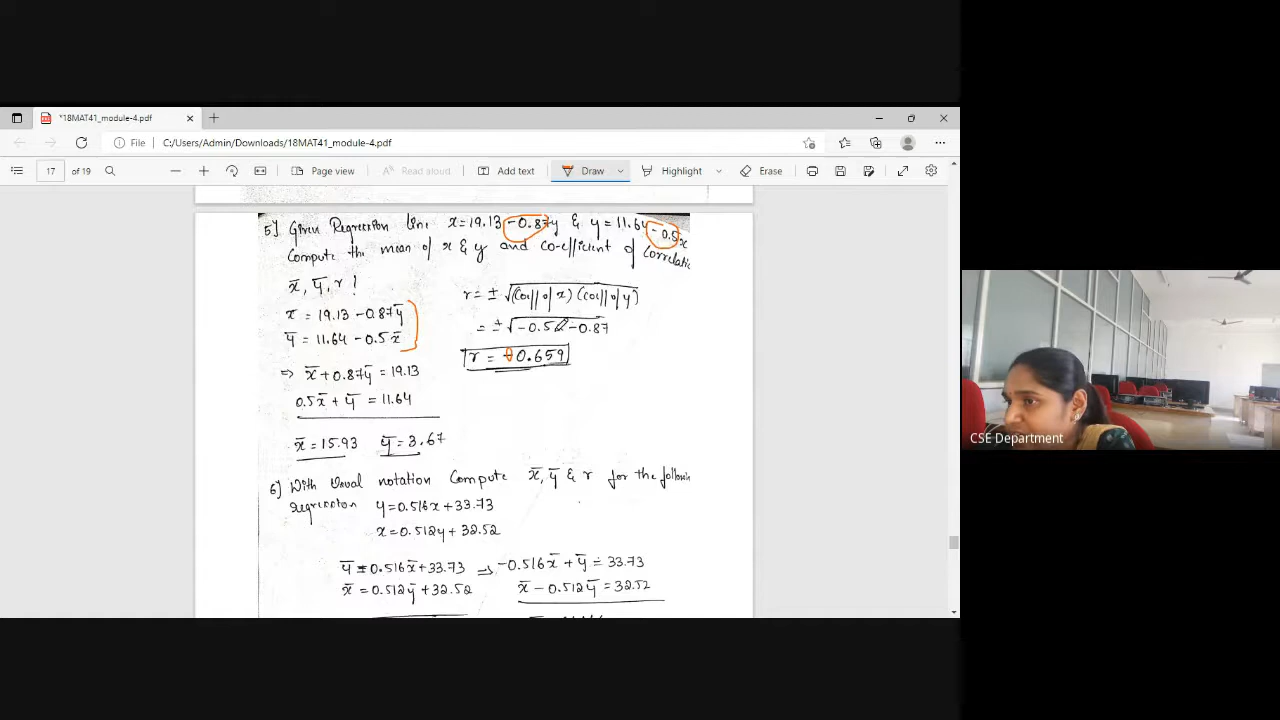 *18MAT41_module-4.pdf
File C:/Users/Admin/Downloads/18MAT41_module-4.pdf
17 of 19 Page view Read aloud Add text Draw Highlight Erase
5] Given Regression line x=19.13-0.87y & y=11.64-0.5x
Compute the mean of x & y and co-efficient of Correlatio
x̄, ȳ, r !
x̄ = 19.13 - 0.87ȳ
ȳ = 11.64 - 0.5x̄
⇒ x̄ + 0.87ȳ = 19.13
0.5x̄ + ȳ = 11.64
x̄ = 15.93 ȳ = 3.67
r = ± √(coeff of x) (coeff of y)
= ± √-0.5 × -0.87
r = -0.659
6] With Usual notation Compute x̄, ȳ & r for the followin
regression y=0.516x+33.73
x=0.512y+32.52
ȳ = 0.516x̄+33.73 ⇒ -0.516x̄ + ȳ = 33.73
x̄ = 0.512ȳ+32.52 x̄ - 0.512ȳ = 32.52
CSE Department